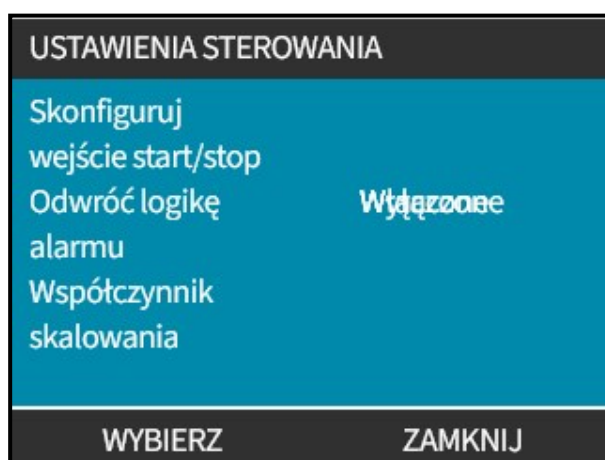 USTAWIENIA STEROWANIA
Skonfiguruj
wejście start/stop
Odwróć logikę
alarmu
Współczynnik
skalowania
WYBIERZ ZAMKNIJ